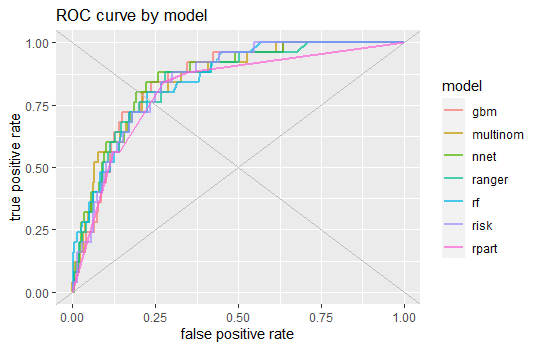 ROC curve by model
true positive rate
1.00
0.75
0.50
0.25
0.00
0.00 0.25 0.50 0.75 1.00
false positive rate
model
gbm
multinom
nnet
ranger
rf
risk
rpart